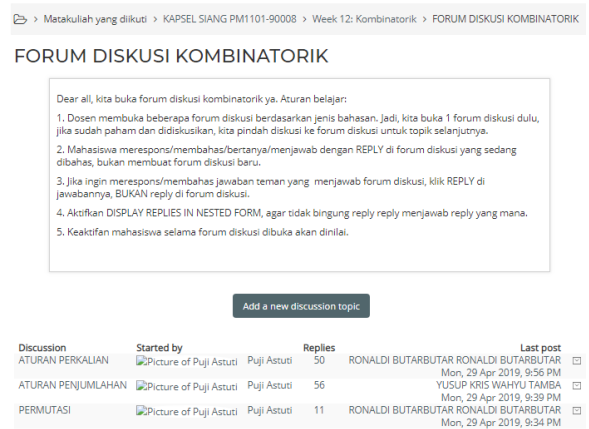 > Matakuliah yang diikuti > KAPSEL SIANG PM1101-90008 > Week 12: Kombinatorik > FORUM DISKUSI KOMBINATORIK
FORUM DISKUSI KOMBINATORIK
Dear all, kita buka forum diskusi kombinatorik ya. Aturan belajar:
1. Dosen membuka beberapa forum diskusi berdasarkan jenis bahasan. Jadi, kita buka 1 forum diskusi dulu,
jika sudah paham dan didiskusikan, kita pindah diskusi ke forum diskusi untuk topik selanjutnya.
2. Mahasiswa merespons/membahas/bertanya/menjawab dengan REPLY di forum diskusi yang sedang
dibahas, bukan membuat forum diskusi baru.
3. Jika ingin merespons/membahas jawaban teman yang menjawab forum diskusi, klik REPLY di
jawabannya, BUKAN reply di forum diskusi.
4. Aktifkan DISPLAY REPLIES IN NESTED FORM, agar tidak bingung reply reply menjawab reply yang mana.
5. Keaktifan mahasiswa selama forum diskusi dibuka akan dinilai.
Add a new discussion topic
Discussion Started by Replies Last post
ATURAN PERKALIAN Picture of Puji Astuti Puji Astuti 50 RONALDI BUTARBUTAR RONALDI BUTARBUTAR
Mon, 29 Apr 2019, 9:56 PM
ATURAN PENJUMLAHAN Picture of Puji Astuti Puji Astuti 56 YUSUP KRIS WAHYU TAMBA
Mon, 29 Apr 2019, 9:39 PM
PERMUTASI Picture of Puji Astuti Puji Astuti 11 RONALDI BUTARBUTAR RONALDI BUTARBUTAR
Mon, 29 Apr 2019, 9:34 PM